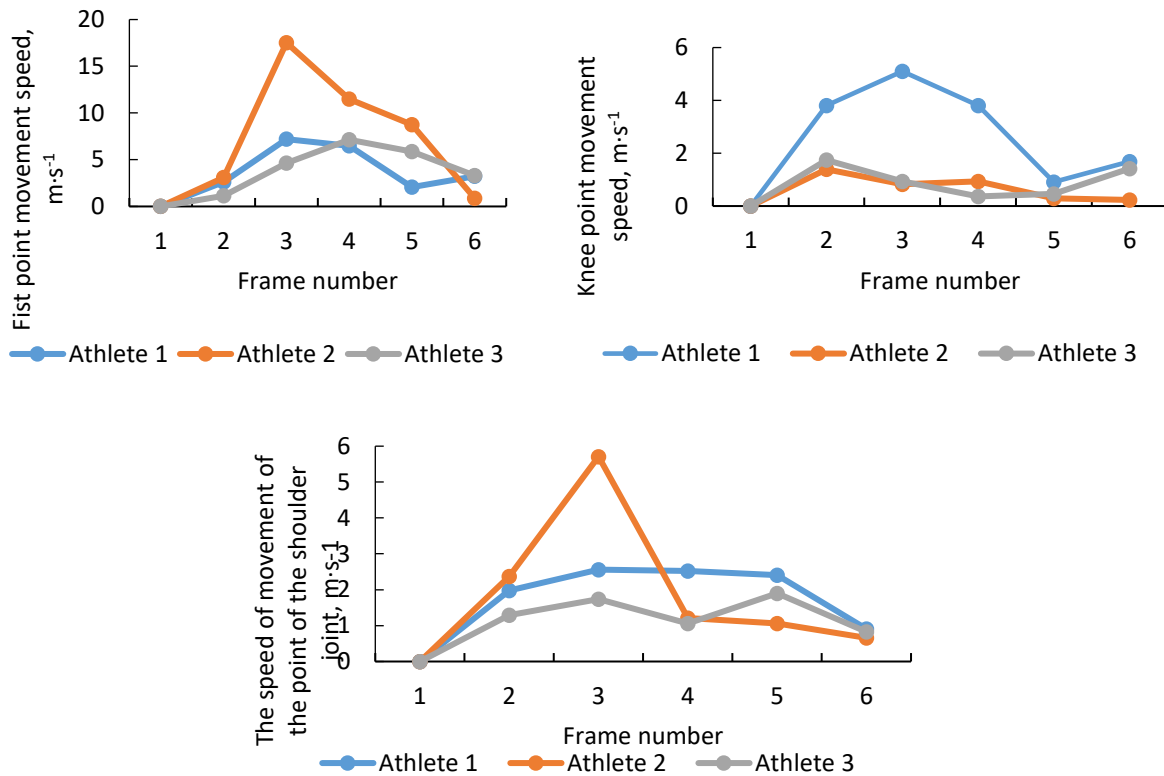 Fist point movement speed,
m·s⁻¹
20
15
10
5
0
1 2 3 4 5 6
Frame number
Athlete 1 Athlete 2 Athlete 3
Knee point movement
speed, m·s⁻¹
6
4
2
0
1 2 3 4 5 6
Frame number
Athlete 1 Athlete 2 Athlete 3
The speed of movement of
the point of the shoulder
joint, m·s-1
6
5
4
3
2
1
0
1 2 3 4 5 6
Frame number
Athlete 1 Athlete 2 Athlete 3